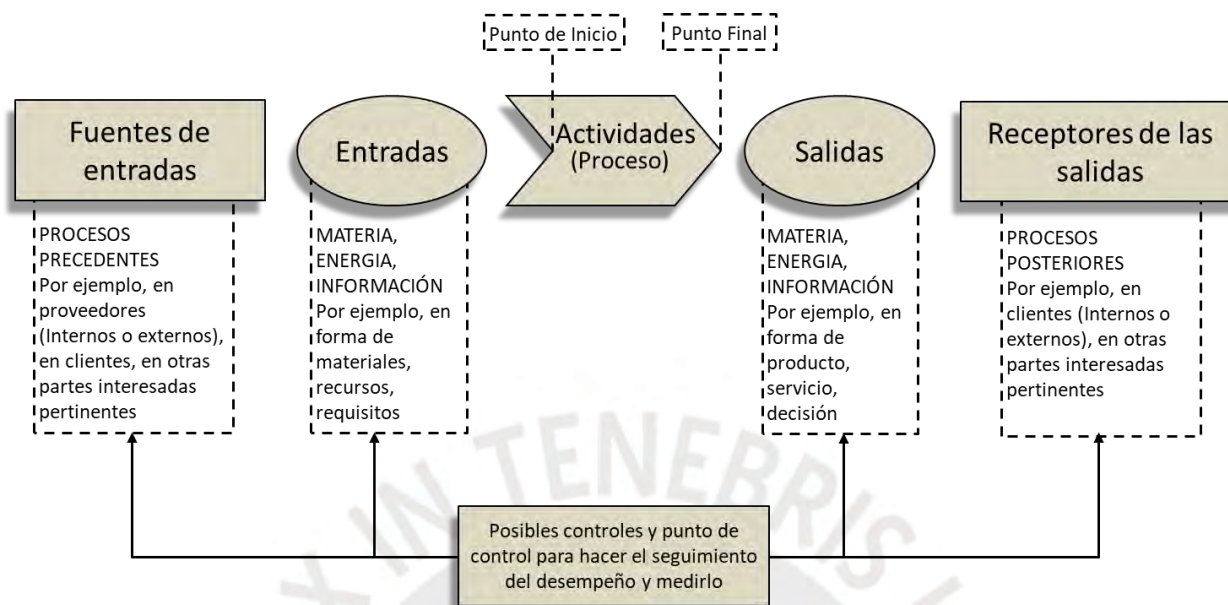 Punto de Inicio
Punto Final
Fuentes de
entradas
Entradas
Actividades
(Proceso)
Salidas
Receptores de las
salidas
PROCESOS
PRECEDENTES
Por ejemplo, en
proveedores
(Internos o externos),
en clientes, en otras
partes interesadas
pertinentes
MATERIA,
ENERGIA,
INFORMACIÓN
Por ejemplo, en
forma de
materiales,
recursos,
requisitos
MATERIA,
ENERGIA,
INFORMACIÓN
Por ejemplo, en
forma de
producto,
servicio,
decisión
PROCESOS
POSTERIORES
Por ejemplo, en
clientes (Internos o
externos), en otras
partes interesadas
pertinentes
Posibles controles y punto de
control para hacer el seguimiento
del desempeño y medirlo
X IN TENEBRIS L